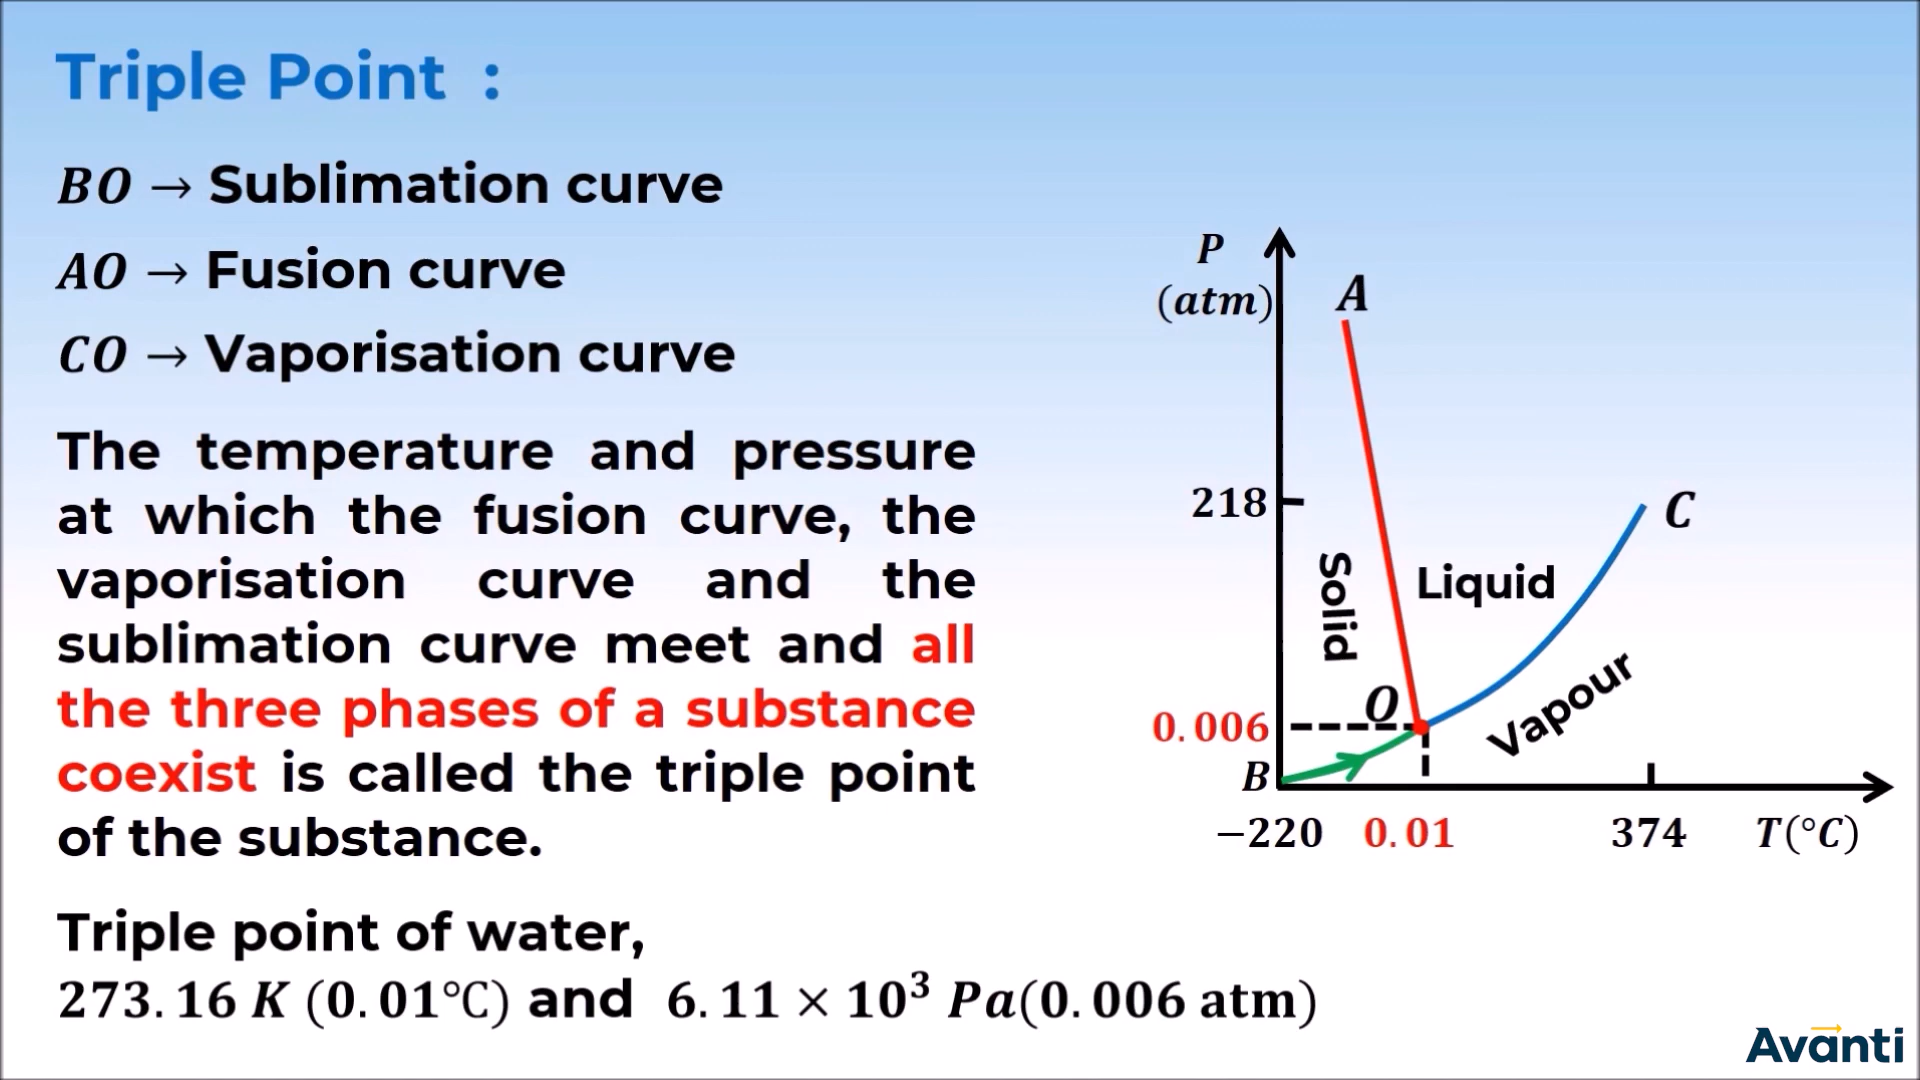 Triple Point :
BO → Sublimation curve
AO → Fusion curve
CO → Vaporisation curve
The temperature and pressure
at which the fusion curve, the
vaporisation curve and the
sublimation curve meet and all
the three phases of a substance
coexist is called the triple point
of the substance.
Triple point of water,
273.16 K (0.01°C) and 6.11 × 10³ Pa(0.006 atm)
P
(atm)
A
218
C
Solid
Liquid
Vapour
O
0.006
B
−220 0.01 374 T(°C)
Avanti